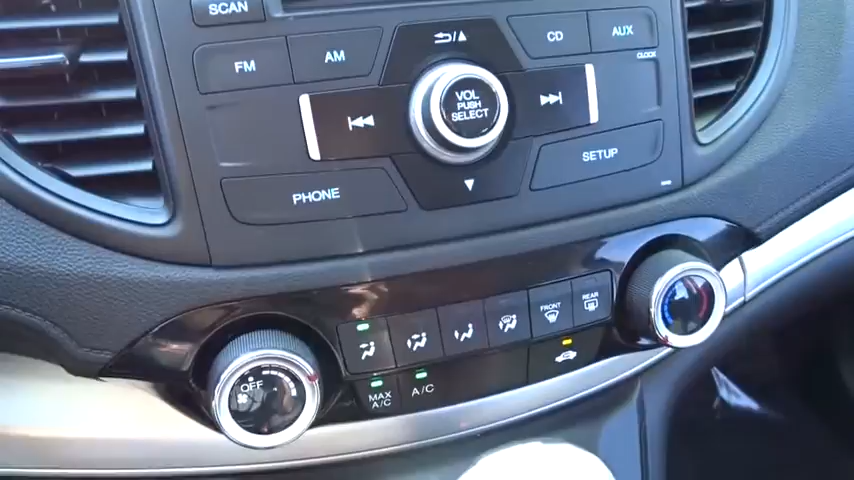 SCAN
FM
AM
CD
AUX
CLOCK
VOL
PUSH
SELECT
PHONE
SETUP
OFF
FRONT
REAR
MAX
A/C
A/C